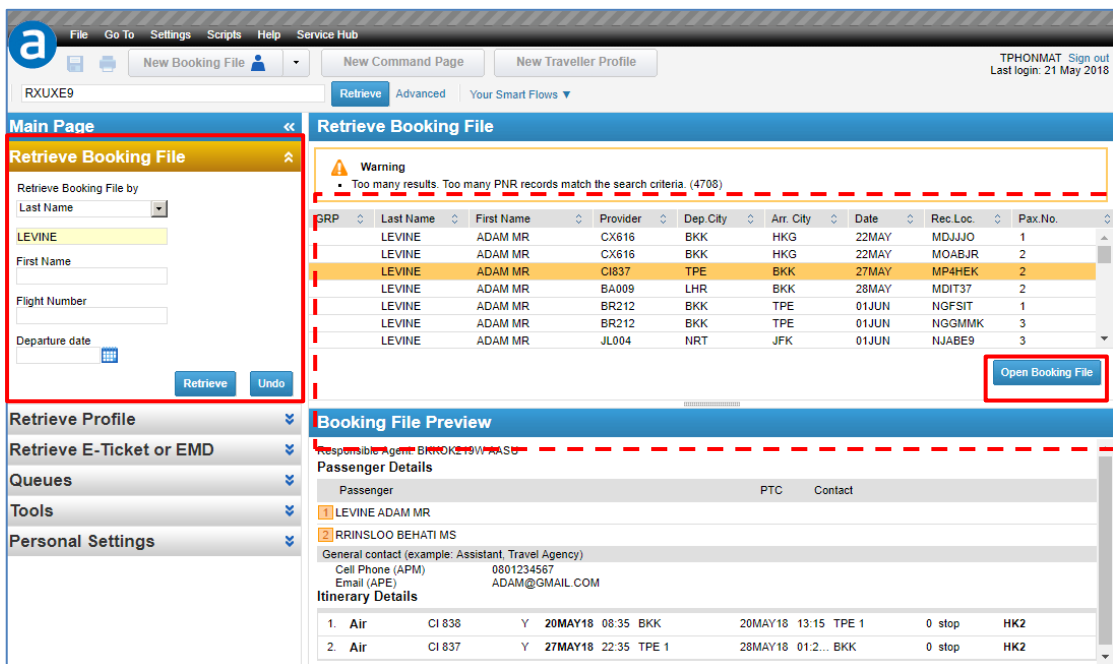 a
File Go To Settings Scripts Help Service Hub
New Booking File New Command Page New Traveller Profile
TPHONMAT Sign out
Last login: 21 May 2018
RXUXE9 Retrieve Advanced Your Smart Flows ▼
Main Page «
Retrieve Booking File
Retrieve Booking File by
Last Name
LEVINE
First Name
Flight Number
Departure date
Retrieve Undo
Retrieve Profile
Retrieve E-Ticket or EMD
Queues
Tools
Personal Settings
Retrieve Booking File
Warning
Too many results. Too many PNR records match the search criteria. (4708)
GRP Last Name First Name Provider Dep.City Arr. City Date Rec.Loc. Pax.No.
LEVINE ADAM MR CX616 BKK HKG 22MAY MDJJJO 1
LEVINE ADAM MR CX616 BKK HKG 22MAY MOABJR 2
LEVINE ADAM MR CI837 TPE BKK 27MAY MP4HEK 2
LEVINE ADAM MR BA009 LHR BKK 28MAY MDIT37 2
LEVINE ADAM MR BR212 BKK TPE 01JUN NGFSIT 1
LEVINE ADAM MR BR212 BKK TPE 01JUN NGGMMK 3
LEVINE ADAM MR JL004 NRT JFK 01JUN NJABE9 3
Open Booking File
Booking File Preview
Responsible Agent: BKKOK219W AASU
Passenger Details
Passenger PTC Contact
1 LEVINE ADAM MR
2 RRINSLOO BEHATI MS
General contact (example: Assistant, Travel Agency)
Cell Phone (APM) 0801234567
Email (APE) ADAM@GMAIL.COM
Itinerary Details
1. Air CI 838 Y 20MAY18 08:35 BKK 20MAY18 13:15 TPE 1 0 stop HK2
2. Air CI 837 Y 27MAY18 22:35 TPE 1 28MAY18 01:2... BKK 0 stop HK2